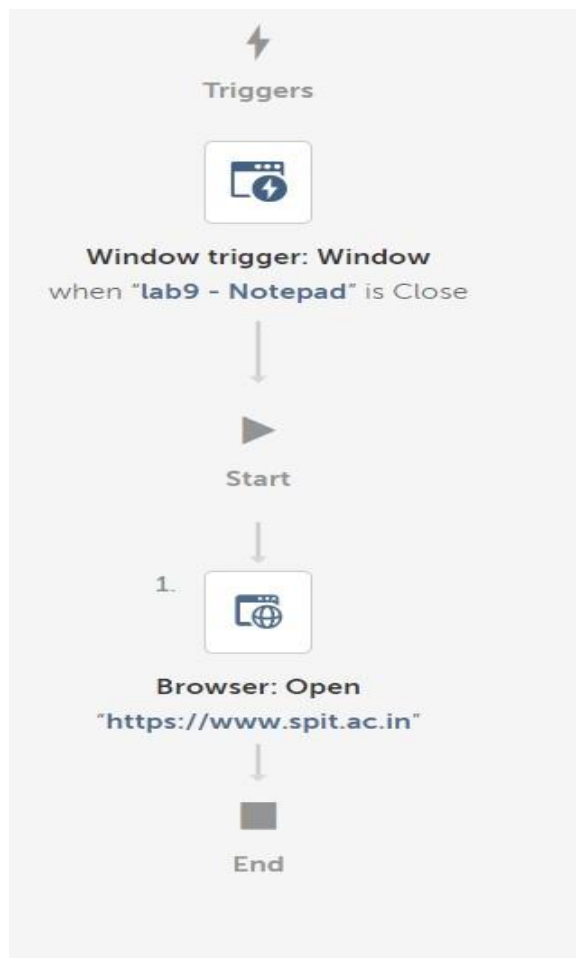 Triggers
Window trigger: Window
when "lab9 - Notepad" is Close
Start
1.
Browser: Open
"https://www.spit.ac.in"
End